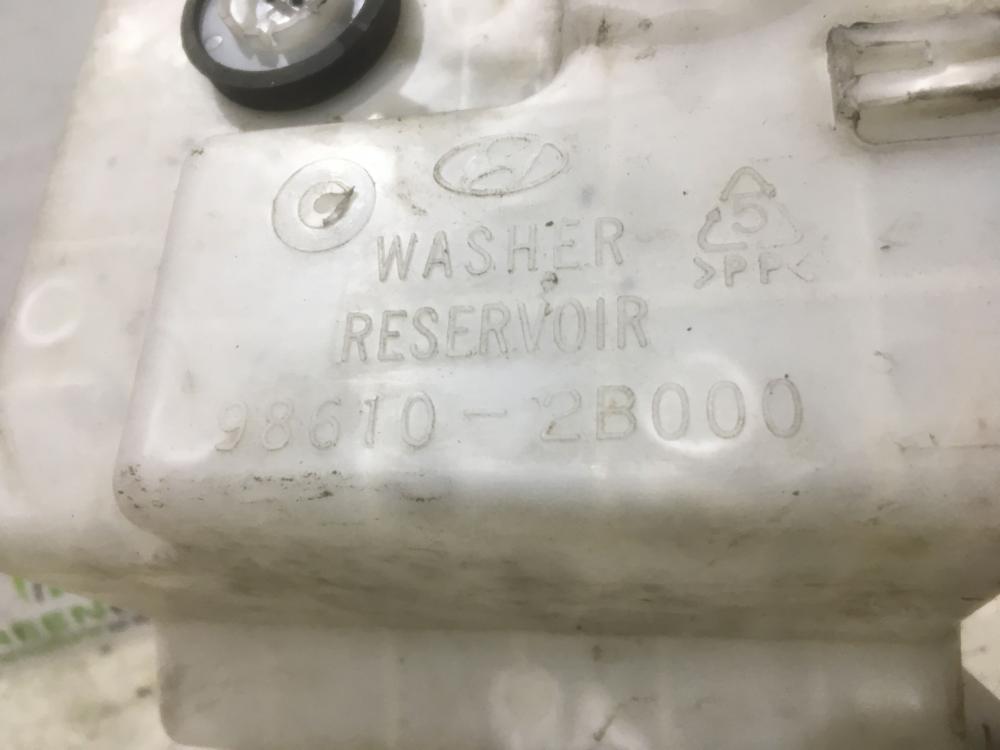 WASHER
RESERVOIR
98610-2B000
5
>PP<